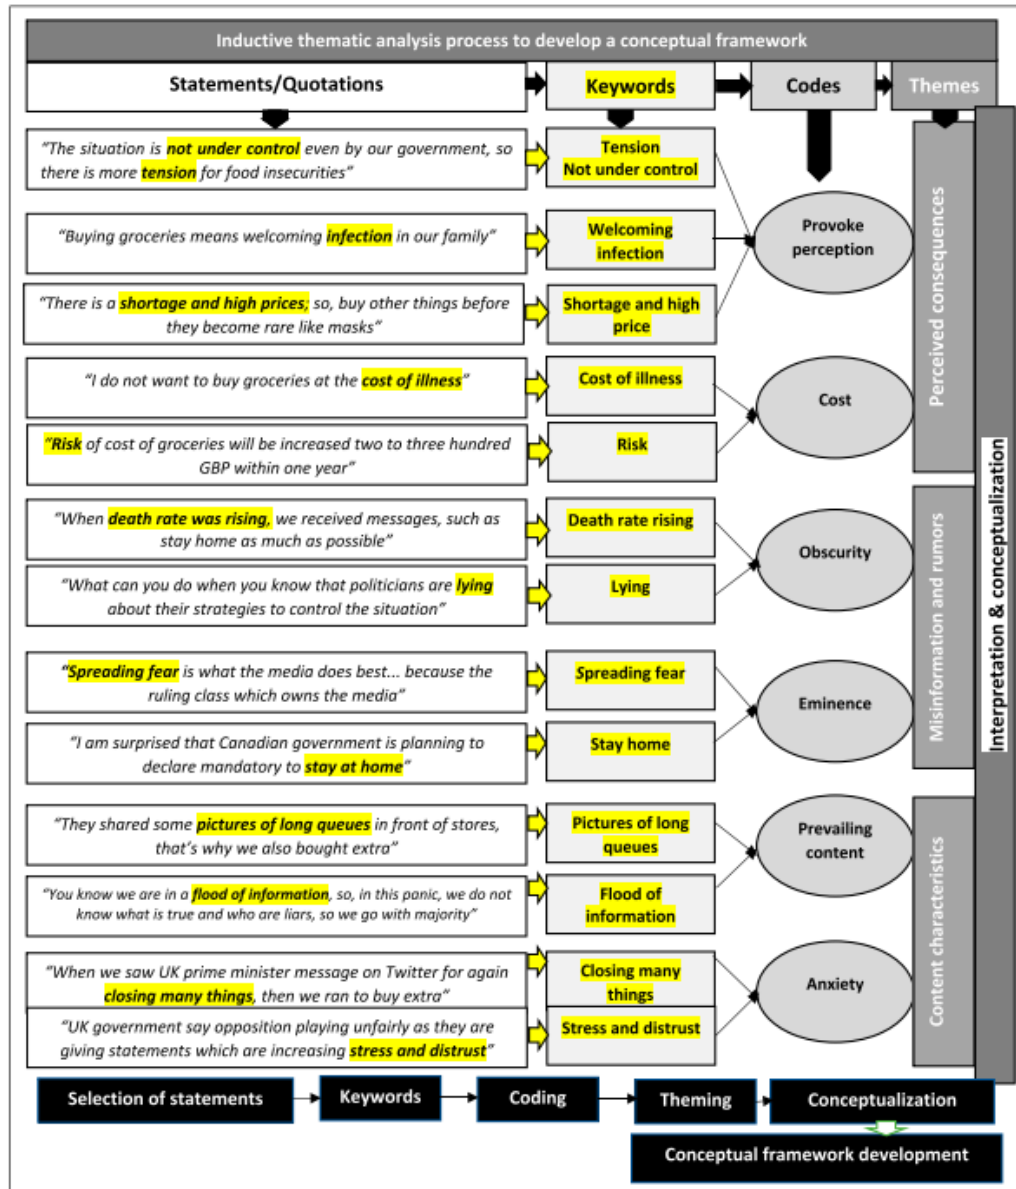 Inductive thematic analysis process to develop a conceptual framework
Statements/Quotations
Keywords
Codes
Themes
“The situation is not under control even by our government, so
there is more tension for food insecurities”
Tension
Not under control
“Buying groceries means welcoming infection in our family”
Welcoming
infection
“There is a shortage and high prices; so, buy other things before
they become rare like masks”
Shortage and high
price
Provoke
perception
“I do not want to buy groceries at the cost of illness”
Cost of illness
“Risk of cost of groceries will be increased two to three hundred
GBP within one year”
Risk
Cost
Perceived consequences
“When death rate was rising, we received messages, such as
stay home as much as possible”
Death rate rising
“What can you do when you know that politicians are lying
about their strategies to control the situation”
Lying
Obscurity
“Spreading fear is what the media does best... because the
ruling class which owns the media”
Spreading fear
“I am surprised that Canadian government is planning to
declare mandatory to stay at home”
Stay home
Eminence
Misinformation and rumors
“They shared some pictures of long queues in front of stores,
that’s why we also bought extra”
Pictures of long
queues
“You know we are in a flood of information, so, in this panic, we do not
know what is true and who are liars, so we go with majority”
Flood of
information
Prevailing
content
“When we saw UK prime minister message on Twitter for again
closing many things, then we ran to buy extra”
Closing many
things
“UK government say opposition playing unfairly as they are
giving statements which are increasing stress and distrust”
Stress and distrust
Anxiety
Content characteristics
Interpretation & conceptualization
Selection of statements
Keywords
Coding
Theming
Conceptualization
Conceptual framework development